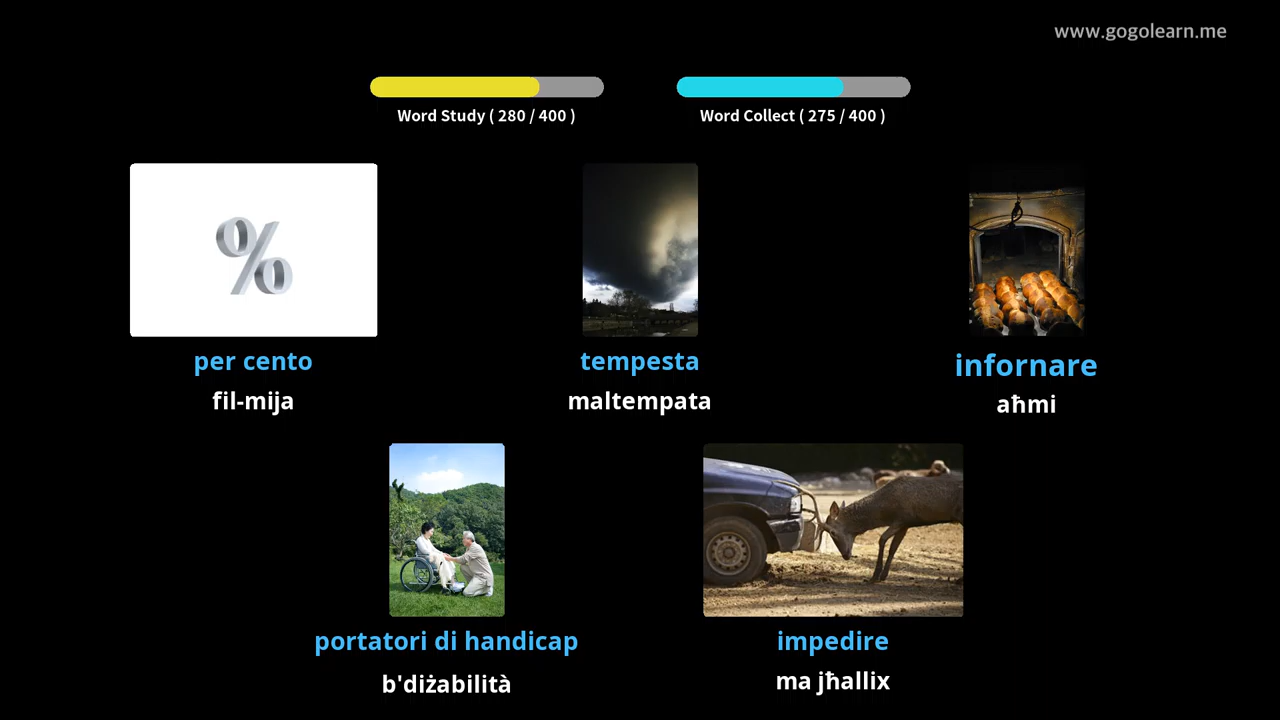 www.gogolearn.me
Word Study ( 280 / 400 )
Word Collect ( 275 / 400 )
%
per cento
fil-mija
tempesta
maltempata
infornare
aħmi
portatori di handicap
b'diżabilità
impedire
ma jħallix